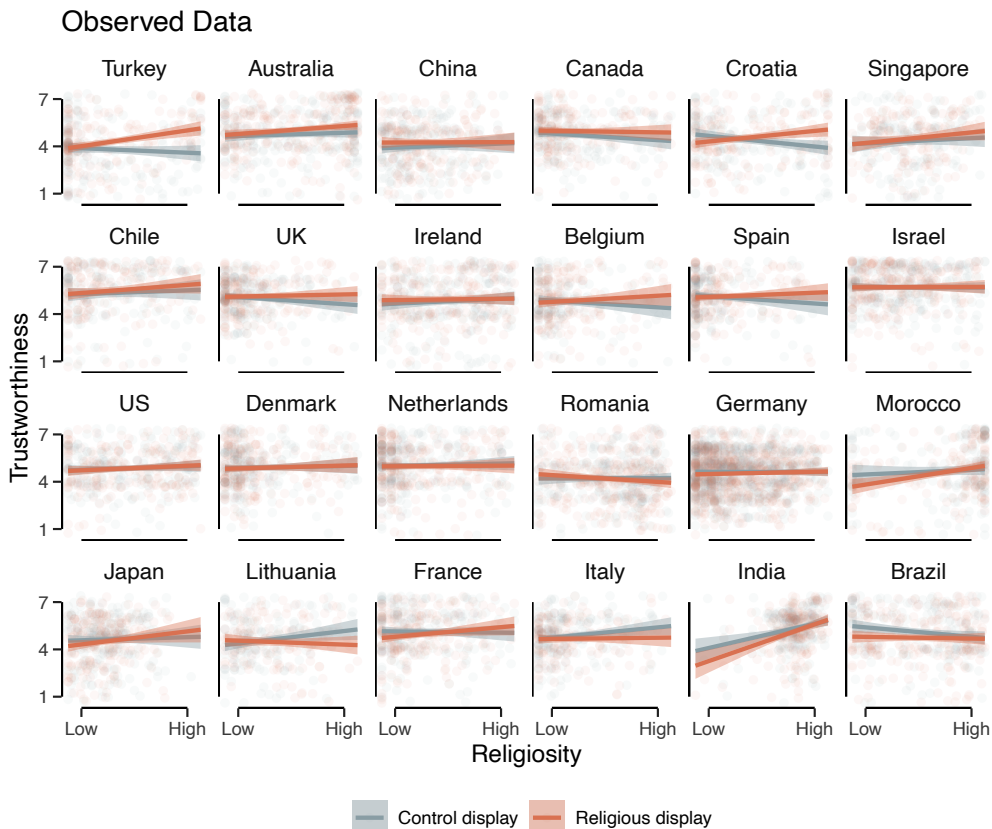 Observed Data
Turkey Australia China Canada Croatia Singapore
7
4
1
Chile UK Ireland Belgium Spain Israel
7
4
1
US Denmark Netherlands Romania Germany Morocco
7
4
1
Japan Lithuania France Italy India Brazil
7
4
1
Low High Low High Low High Low High Low High Low High
Trustworthiness
Religiosity
Control display Religious display